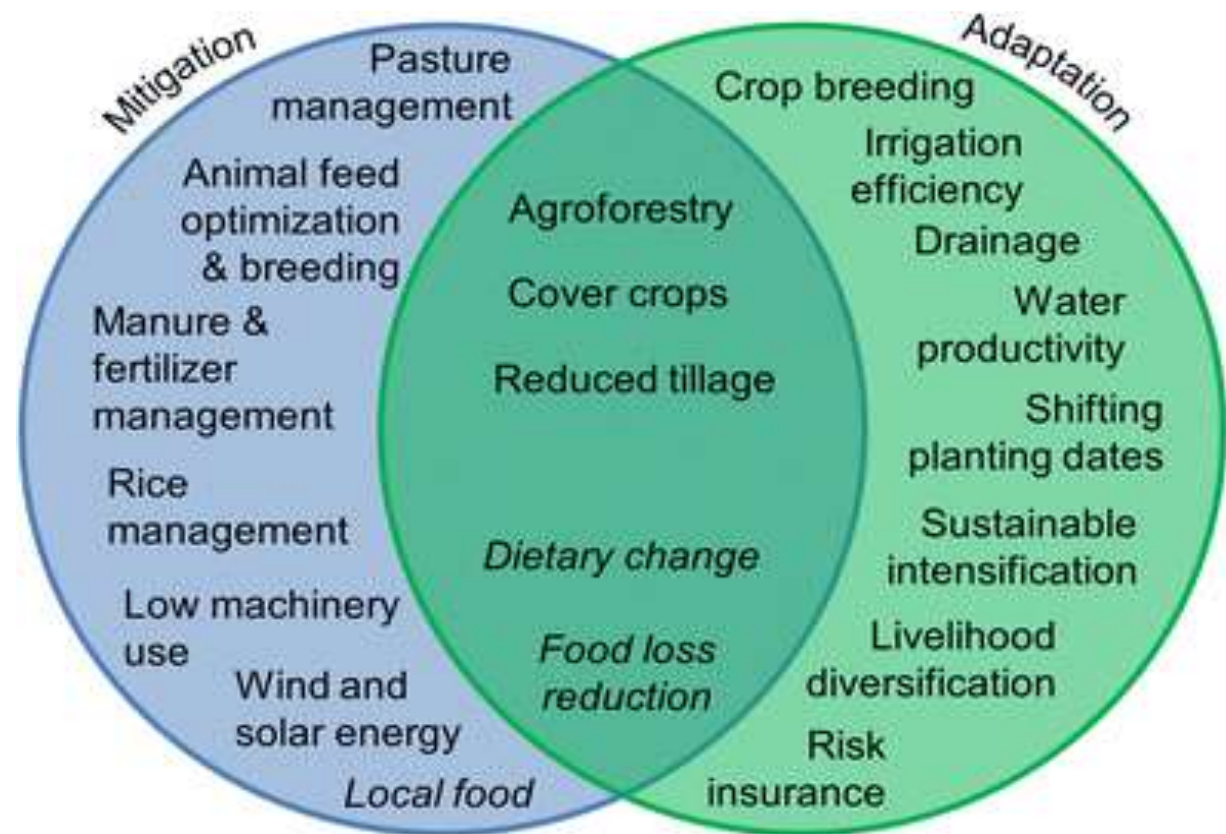 Mitigation
Pasture
management
Animal feed
optimization
& breeding
Manure &
fertilizer
management
Rice
management
Low machinery
use
Wind and
solar energy
Local food
Agroforestry
Cover crops
Reduced tillage
Dietary change
Food loss
reduction
Adaptation
Crop breeding
Irrigation
efficiency
Drainage
Water
productivity
Shifting
planting dates
Sustainable
intensification
Livelihood
diversification
Risk
insurance